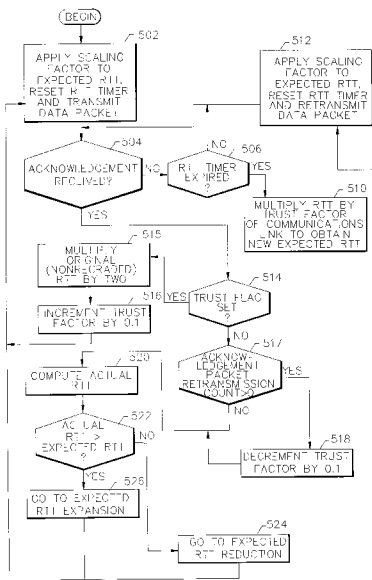 BEGIN
502
APPLY SCALING
FACTOR TO
EXPECTED RTT,
RESET RTT TIMER
AND TRANSMIT
DATA PACKET
512
APPLY SCALING
FACTOR TO
EXPECTED RTT,
RESET RTT TIMER
AND RETRANSMIT
DATA PACKET
504
ACKNOWLEDGEMENT
RECEIVED?
NO
NO
506
RTT TIMER
EXPIRED
?
YES
510
MULTIPLY RTT BY
TRUST FACTOR
OF COMMUNICATIONS
LINK TO OBTAIN
NEW EXPECTED RTT
YES
515
MULTIPLY
ORIGINAL
RTT BY TWO
516
INCREMENT TRUST
FACTOR BY 0.1
YES
514
TRUST FLAG
SET
?
NO
517
ACKNOW-
LEDGEMENT
PACKET
RETRANSMISSION
COUNT>0
YES
NO
518
DECREMENT TRUST
FACTOR BY 0.1
520
COMPUTE ACTUAL
RTT
522
ACTUAL
RTT >
EXPECTED RTT
?
NO
YES
526
GO TO EXPECTED
RTT EXPANSION
524
GO TO EXPECTED
RTT REDUCTION